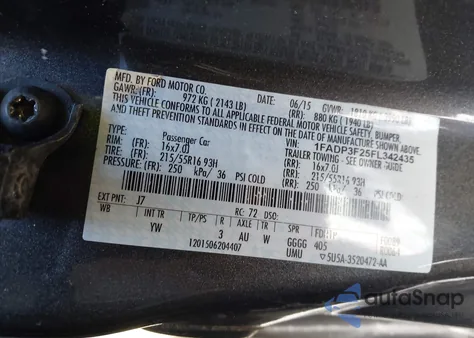 MFD. BY FORD MOTOR CO.
DATE: 06/15
GVWR:
GAWR: (FR): 972 KG ( 2143 LB) (RR): 880 KG ( 1940 LB)
THIS VEHICLE CONFORMS TO ALL APPLICABLE FEDERAL MOTOR VEHICLE SAFETY, BUMPER,
AND THEFT PREVENTION STANDARDS IN EFFECT ON THE DATE OF MANUFACTURE SHOWN ABOVE.
VIN: 1FADP3F25FL342435
TYPE: Passenger Car TRAILER TOWING-SEE OWNER GUIDE
RIM: (FR) 16x7.0J (RR) 16x7.0J
TIRE: (FR) 215/55R16 93H (RR) 215/55R16 93H
COLD (FR) 250 kPa/ 36 PSI COLD (RR) 250 kPa/ 36 PSI COLD
EXT PNT: J7 RC: 72 DSO:
WB INT TR TP/PS R AXLE TR SPR
YW 3 AU W GGGG 405
1201506204407 UMU 5U5A-3520472-AA
autoSnap